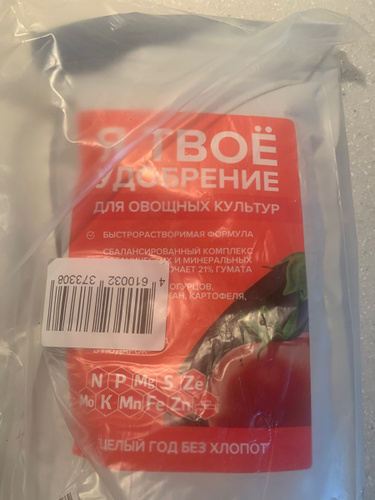 Я ТВОЁ
УДОБРЕНИЕ
ДЛЯ ОВОЩНЫХ КУЛЬТУР
БЫСТРОРАСТВОРИМАЯ ФОРМУЛА
СБАЛАНСИРОВАННЫЙ КОМПЛЕКС
И МИНЕРАЛЬНЫХ
21% ГУМАТА
ОГУРЦОВ,
КАРТОФЕЛЯ,
4 610032 373308
N P Mg S Ze
Mo K Mn Fe Zn
ЦЕЛЫЙ ГОД БЕЗ ХЛОПОТ